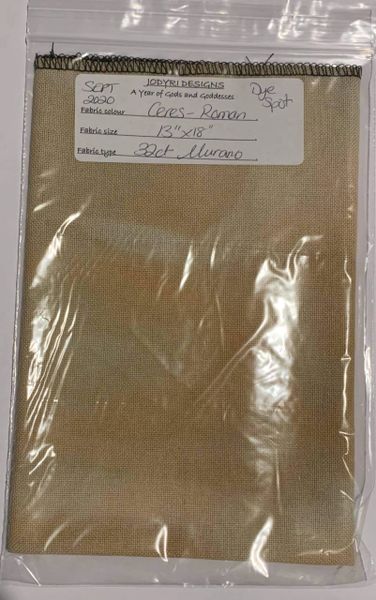 JODYRI DESIGNS
A Year of Gods and Goddesses
SEPT
2020
Dye
Spot
Fabric colour Ceres - Roman
Fabric size 13" x 18"
Fabric type 32ct Murano